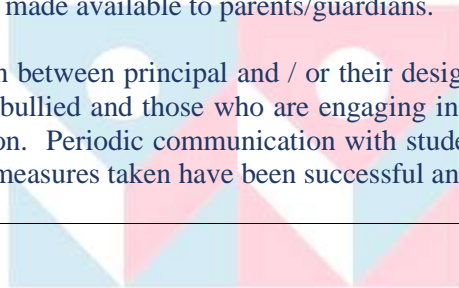 made available to parents/guardians.
between principal and / or their desig
bullied and those who are engaging in
on. Periodic communication with stude
measures taken have been successful an